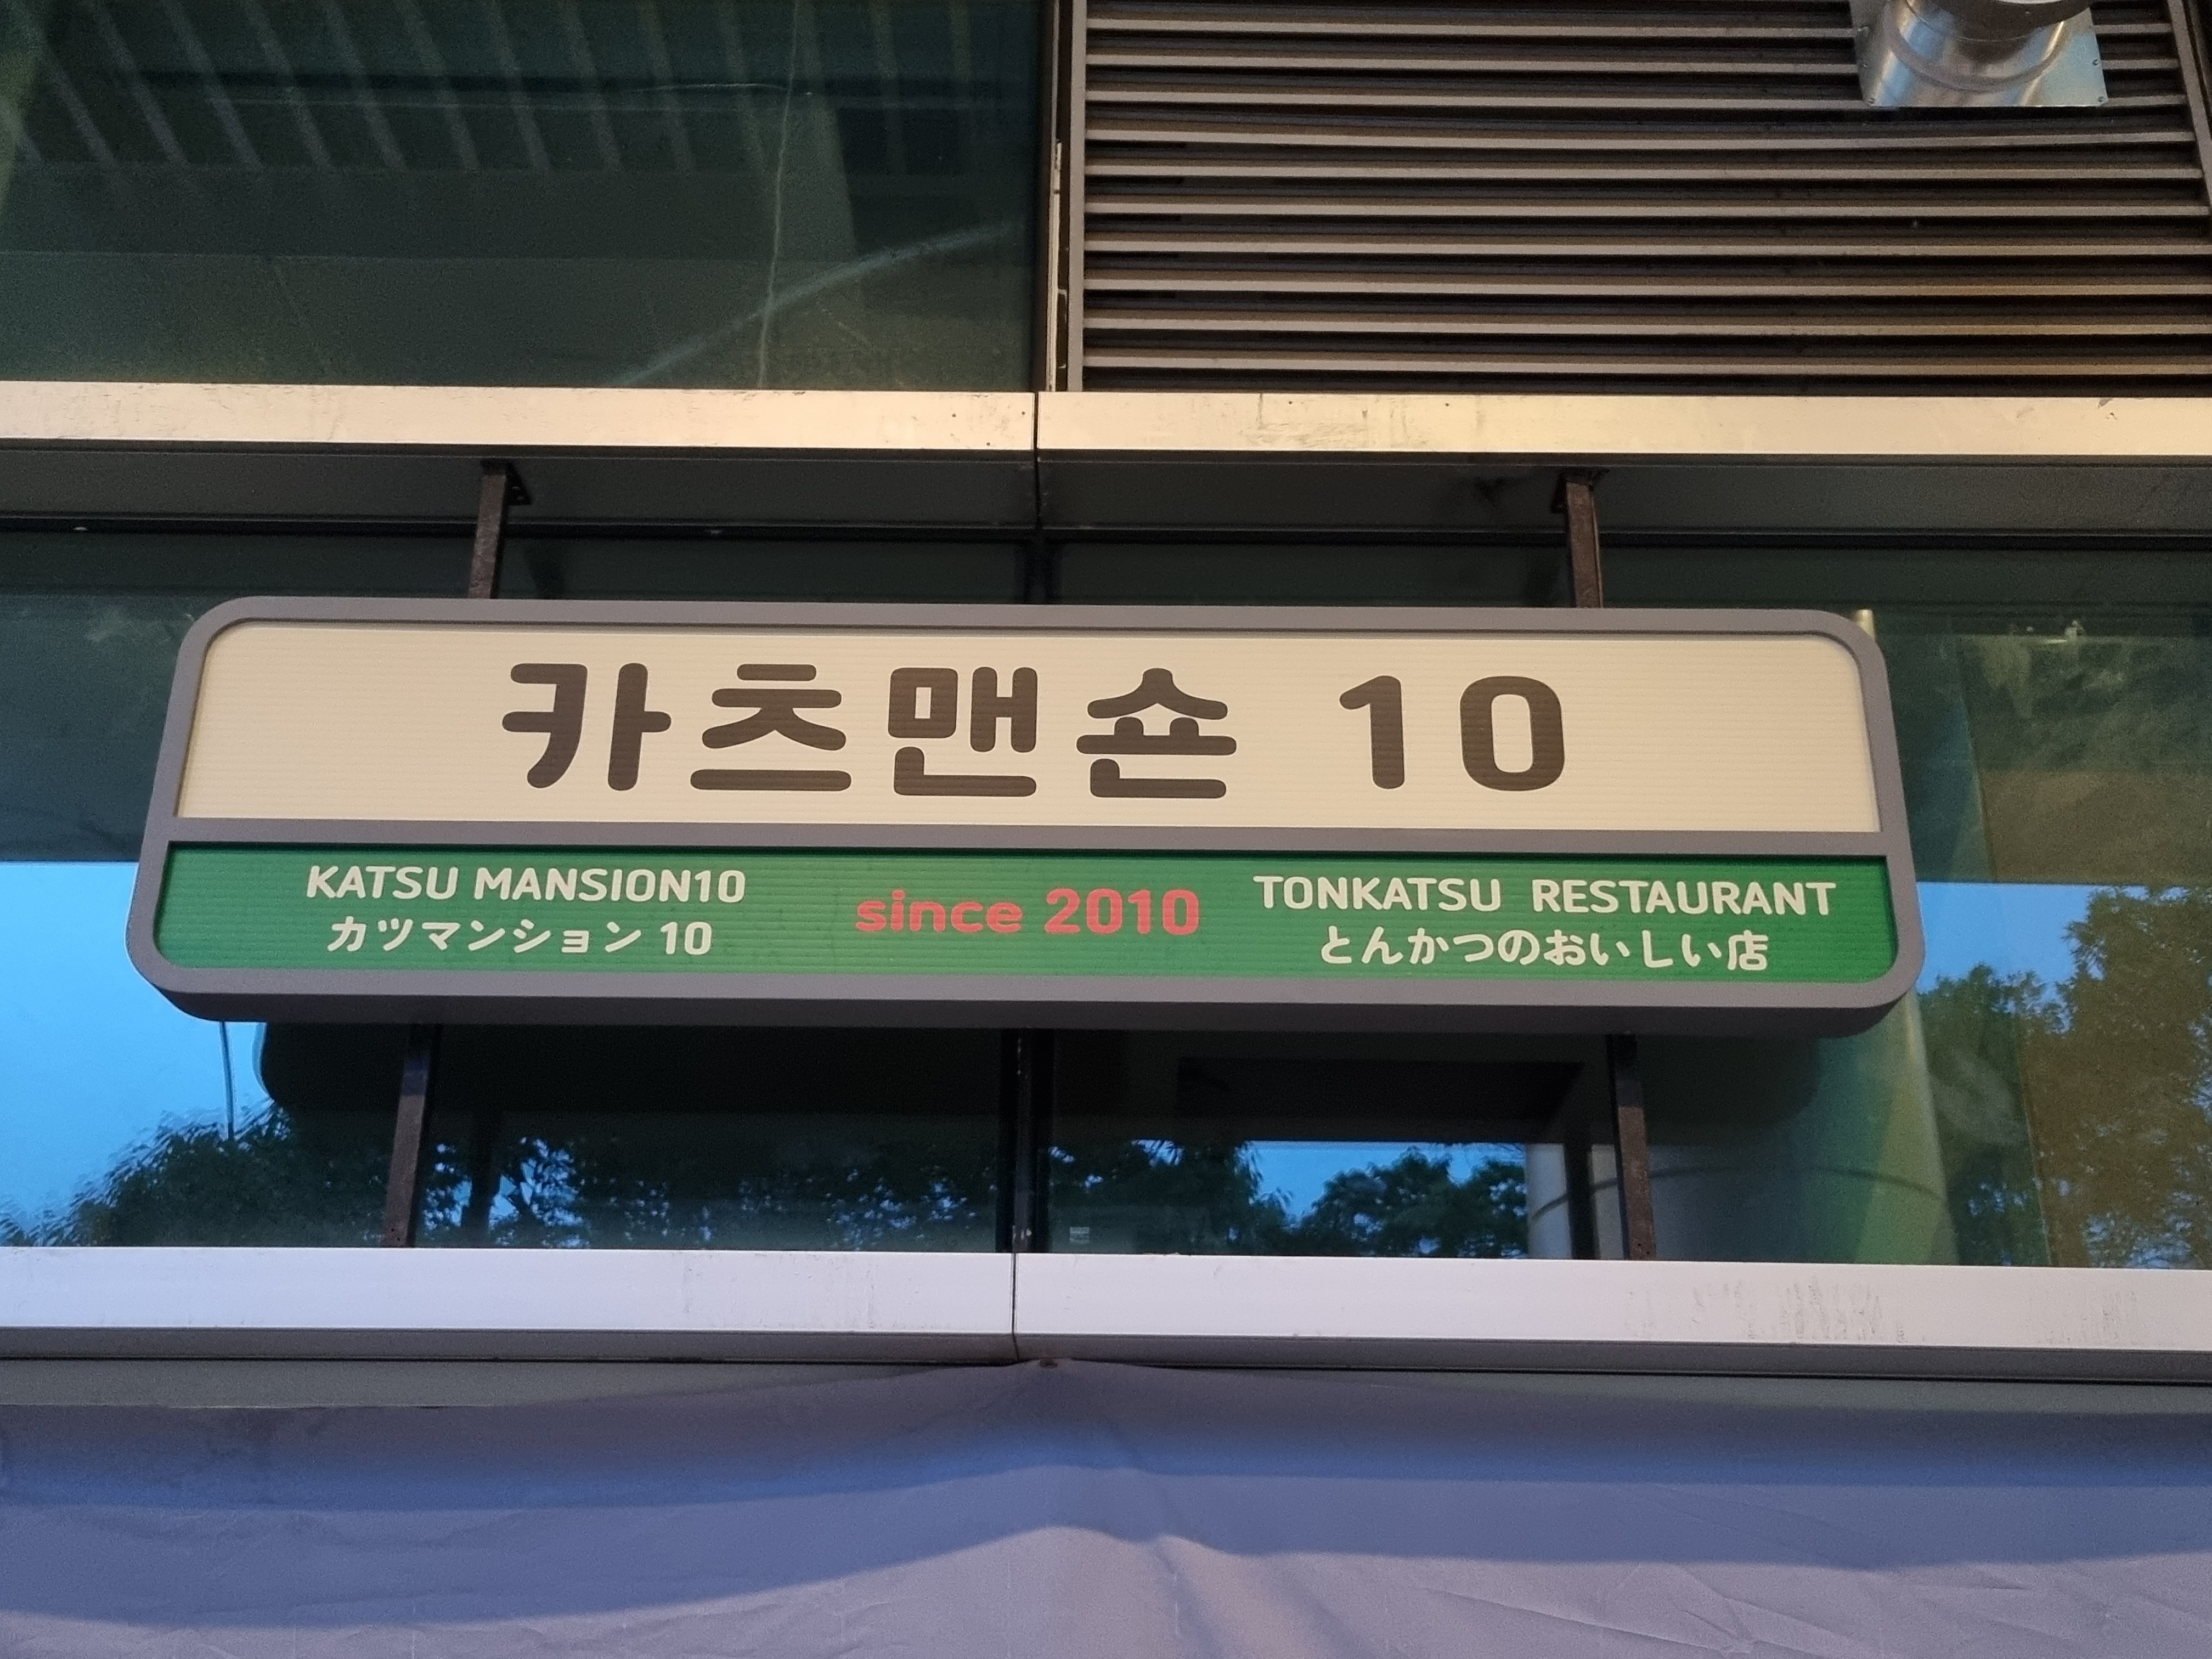 카츠맨숀 10
KATSU MANSION10
カツマンション 10
since 2010
TONKATSU RESTAURANT
とんかつのおいしい店